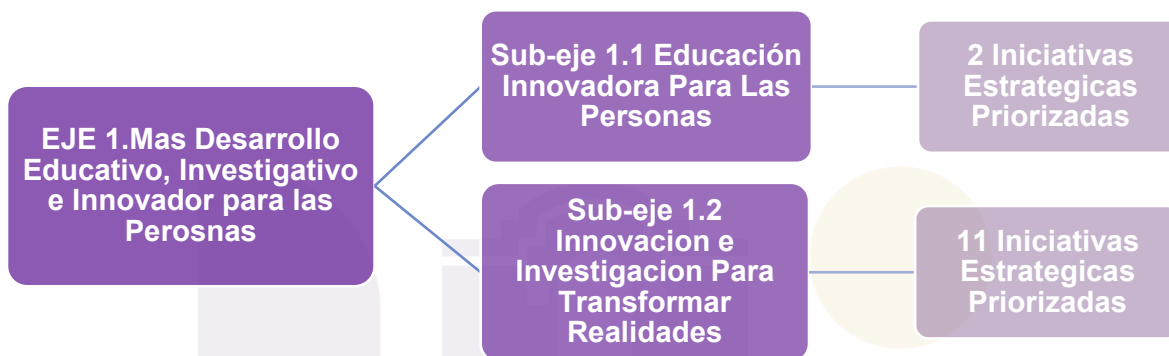 EJE 1.Mas Desarrollo
Educativo, Investigativo
e Innovador para las
Perosnas
Sub-eje 1.1 Educación
Innovadora Para Las
Personas
2 Iniciativas
Estrategicas
Priorizadas
Sub-eje 1.2
Innovacion e
Investigacion Para
Transformar
Realidades
11 Iniciativas
Estrategicas
Priorizadas